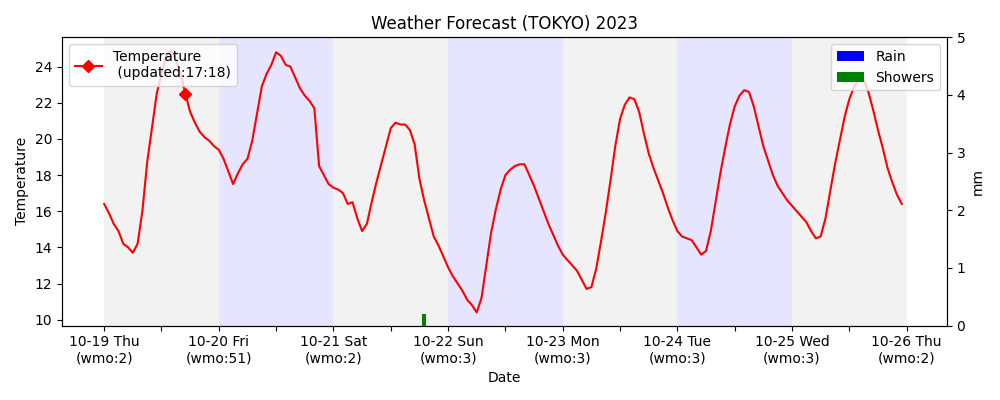 Weather Forecast (TOKYO) 2023
Temperature
(updated:17:18)
Rain
Showers
Temperature
24
22
20
18
16
14
12
10
5
4
3
2
1
0
mm
10-19 Thu
(wmo:2)
10-20 Fri
(wmo:51)
10-21 Sat
(wmo:2)
10-22 Sun
(wmo:3)
10-23 Mon
(wmo:3)
10-24 Tue
(wmo:3)
10-25 Wed
(wmo:3)
10-26 Thu
(wmo:2)
Date